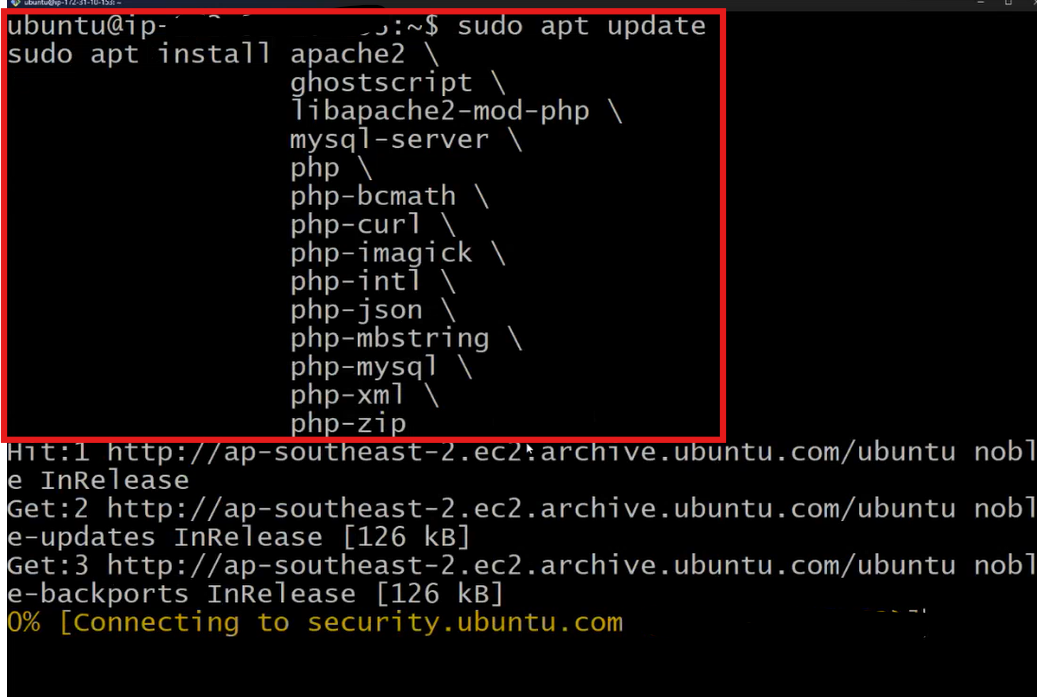 ubuntu@ip-172-31-10-153: ~
ubuntu@ip- :~$ sudo apt update
sudo apt install apache2 \
ghostscript \
libapache2-mod-php \
mysql-server \
php \
php-bcmath \
php-curl \
php-imagick \
php-intl \
php-json \
php-mbstring \
php-mysql \
php-xml \
php-zip
Hit:1 http://ap-southeast-2.ec2.archive.ubuntu.com/ubuntu nobl
e InRelease
Get:2 http://ap-southeast-2.ec2.archive.ubuntu.com/ubuntu nobl
e-updates InRelease [126 kB]
Get:3 http://ap-southeast-2.ec2.archive.ubuntu.com/ubuntu nobl
e-backports InRelease [126 kB]
0% [Connecting to security.ubuntu.com